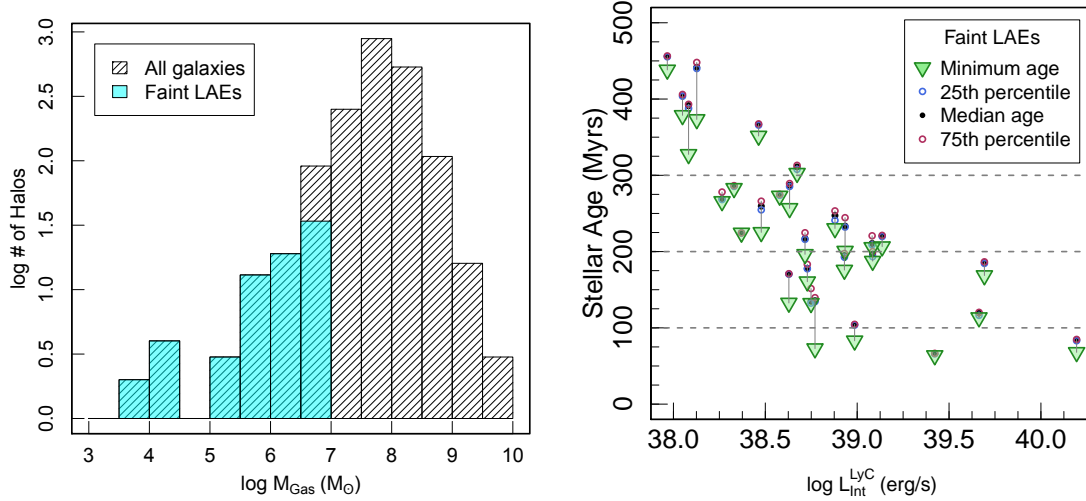 log # of Halos
3.0
2.5
2.0
1.5
1.0
0.5
0.0
All galaxies
Faint LAEs
3 4 5 6 7 8 9 10
log M_Gas (M_⊙)
Stellar Age (Myrs)
500
400
300
200
100
0
Faint LAEs
Minimum age
25th percentile
Median age
75th percentile
38.0 38.5 39.0 39.5 40.0
log L_Int^LyC (erg/s)